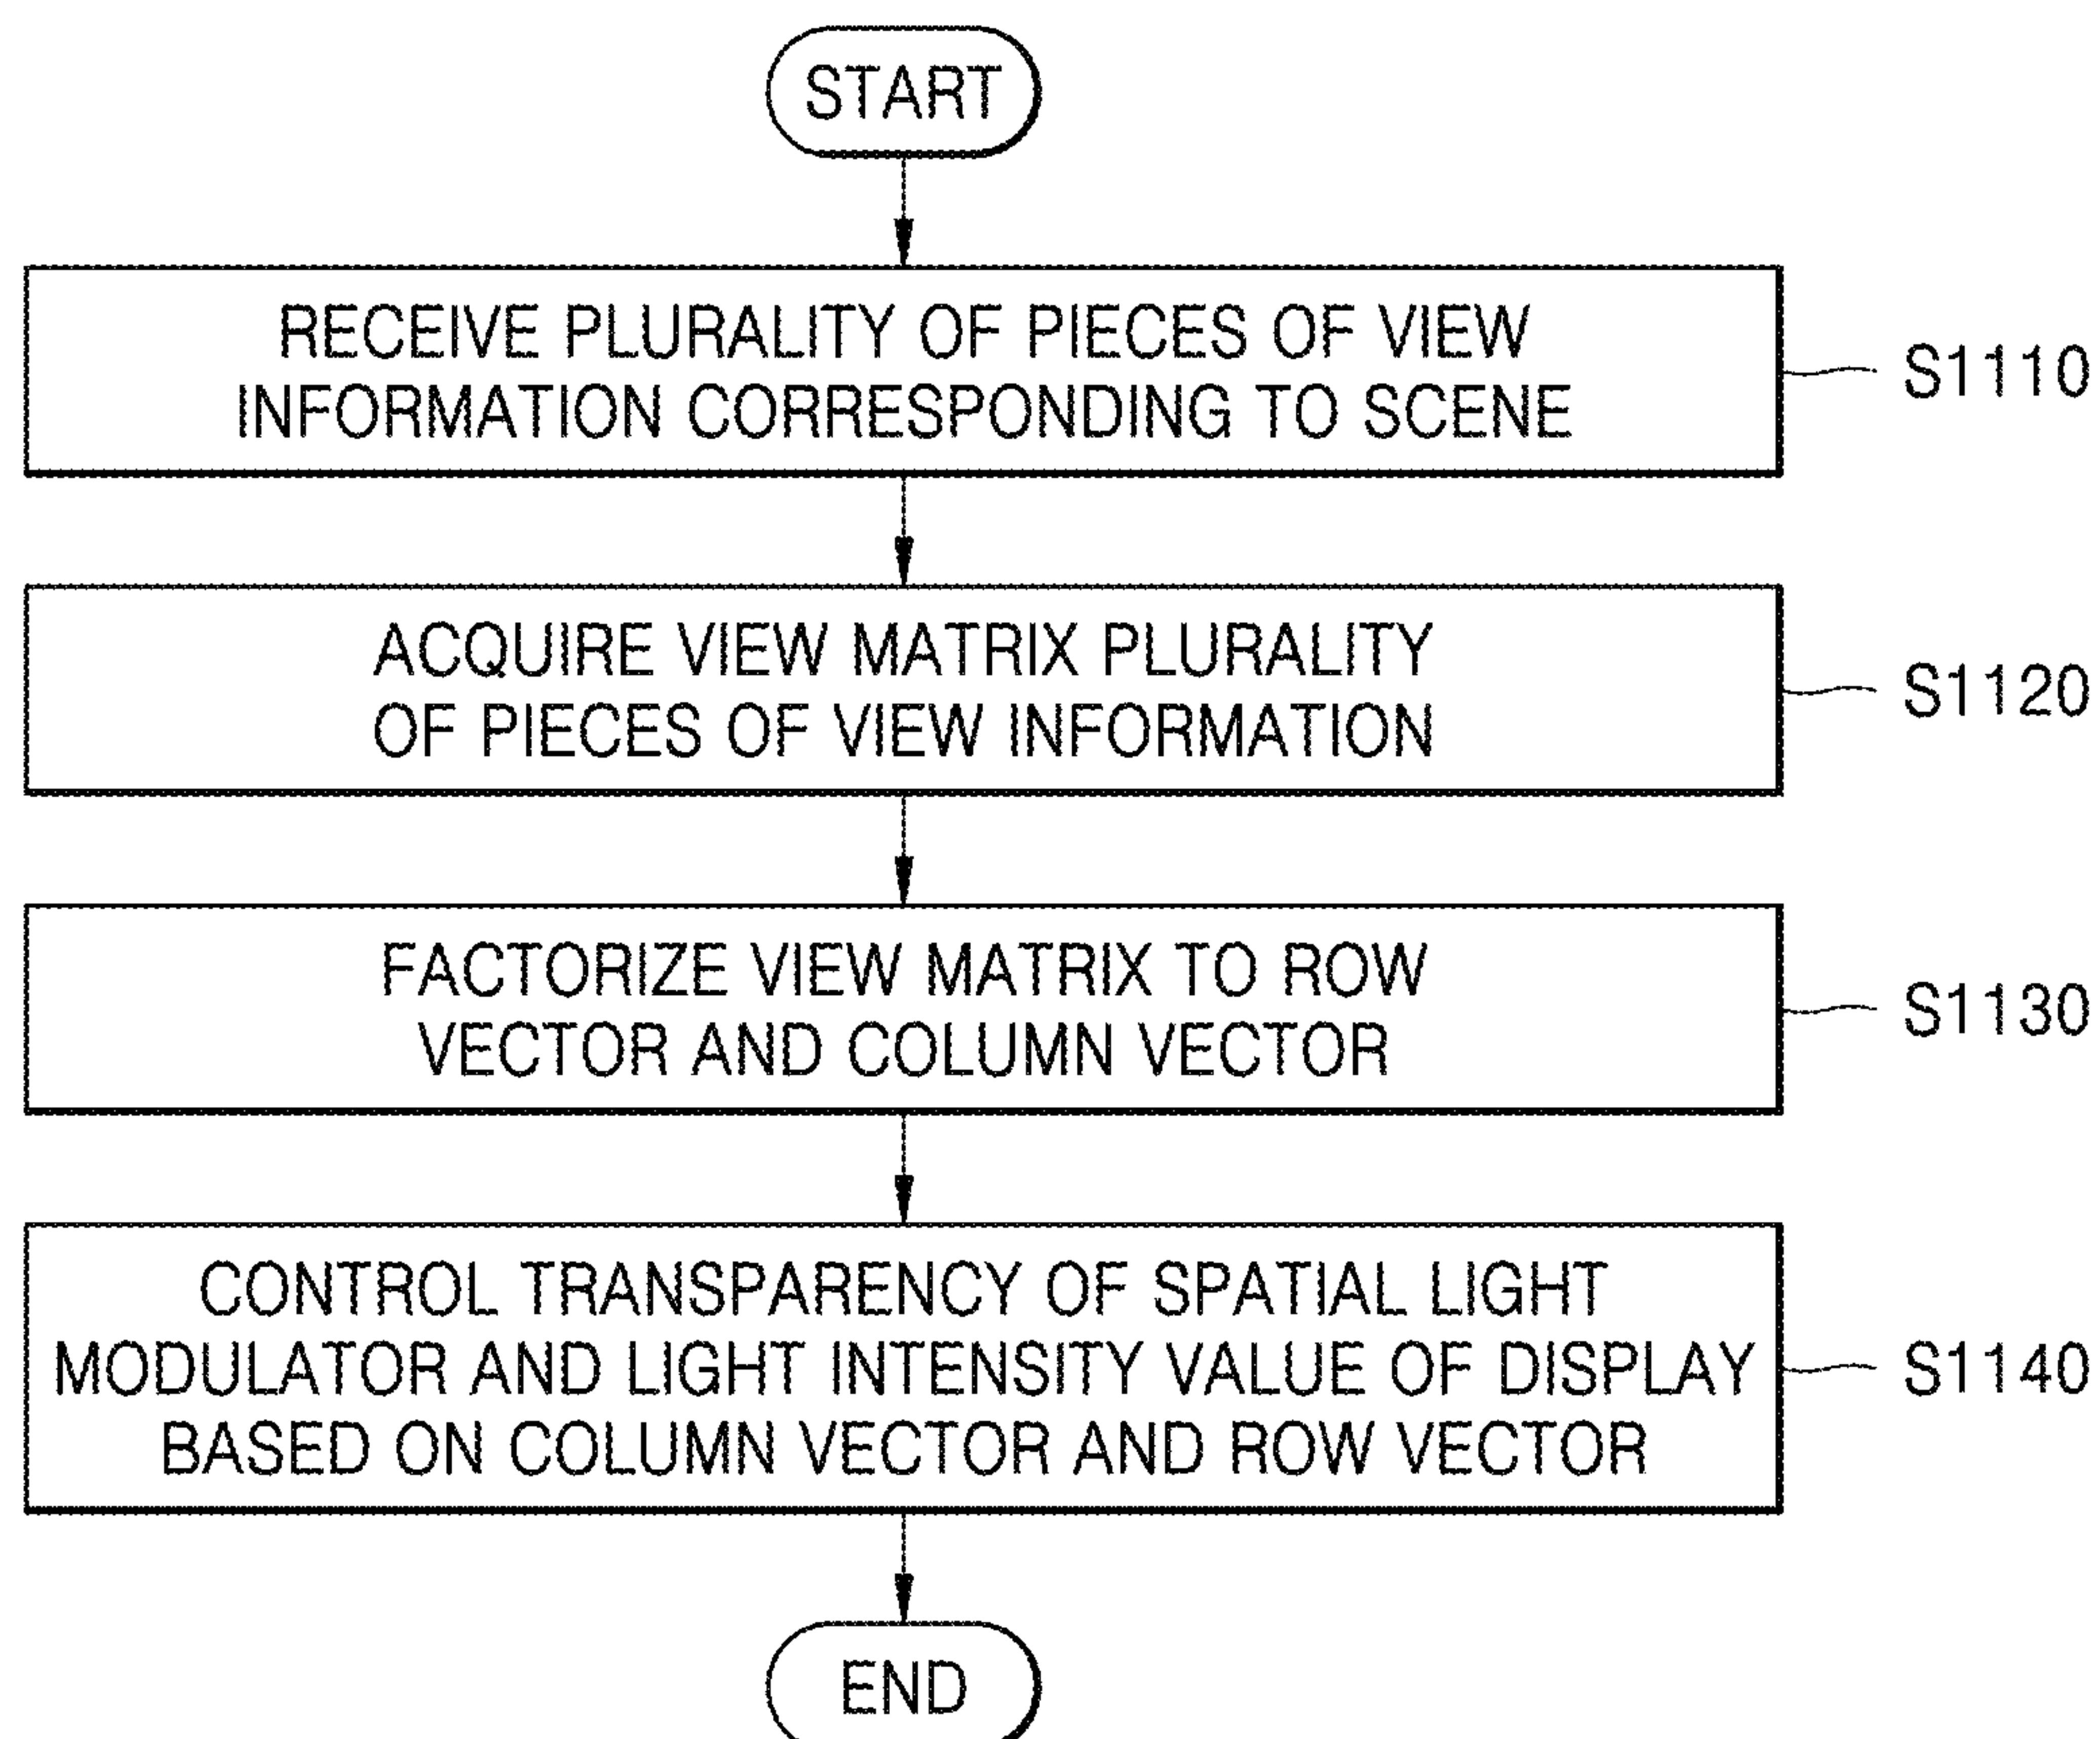 START
RECEIVE PLURALITY OF PIECES OF VIEW
INFORMATION CORRESPONDING TO SCENE
S1110
ACQUIRE VIEW MATRIX PLURALITY
OF PIECES OF VIEW INFORMATION
S1120
FACTORIZE VIEW MATRIX TO ROW
VECTOR AND COLUMN VECTOR
S1130
CONTROL TRANSPARENCY OF SPATIAL LIGHT
MODULATOR AND LIGHT INTENSITY VALUE OF DISPLAY
BASED ON COLUMN VECTOR AND ROW VECTOR
S1140
END